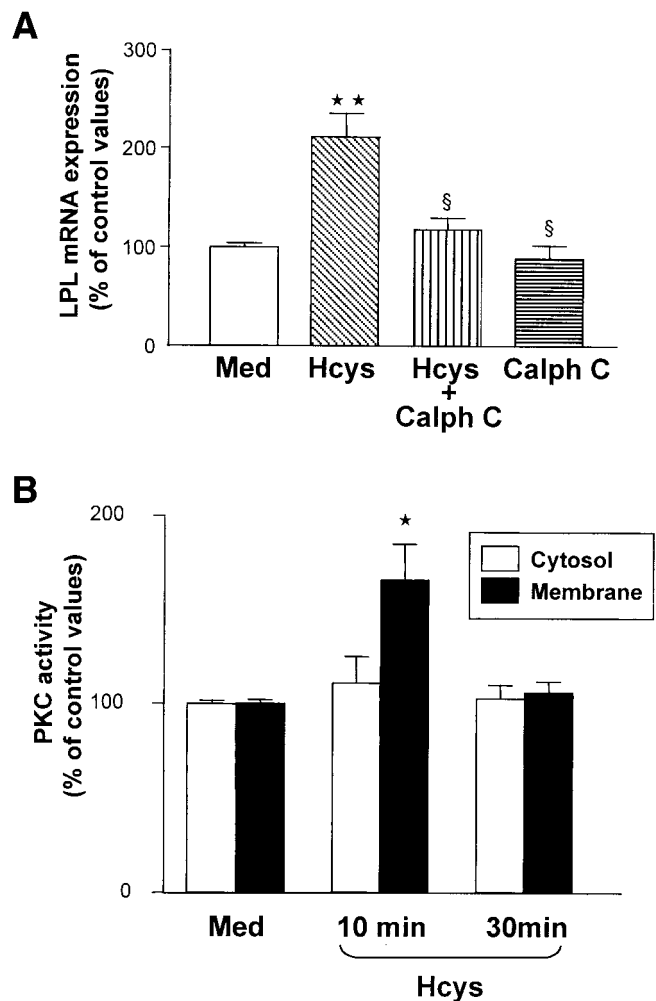 A
LPL mRNA expression
(% of control values)
300
200
100
0
★ ★
§
§
Med
Hcys
Hcys
+
Calph C
Calph C
B
PKC activity
(% of control values)
200
100
0
★
Cytosol
Membrane
Med
10 min
30min
Hcys